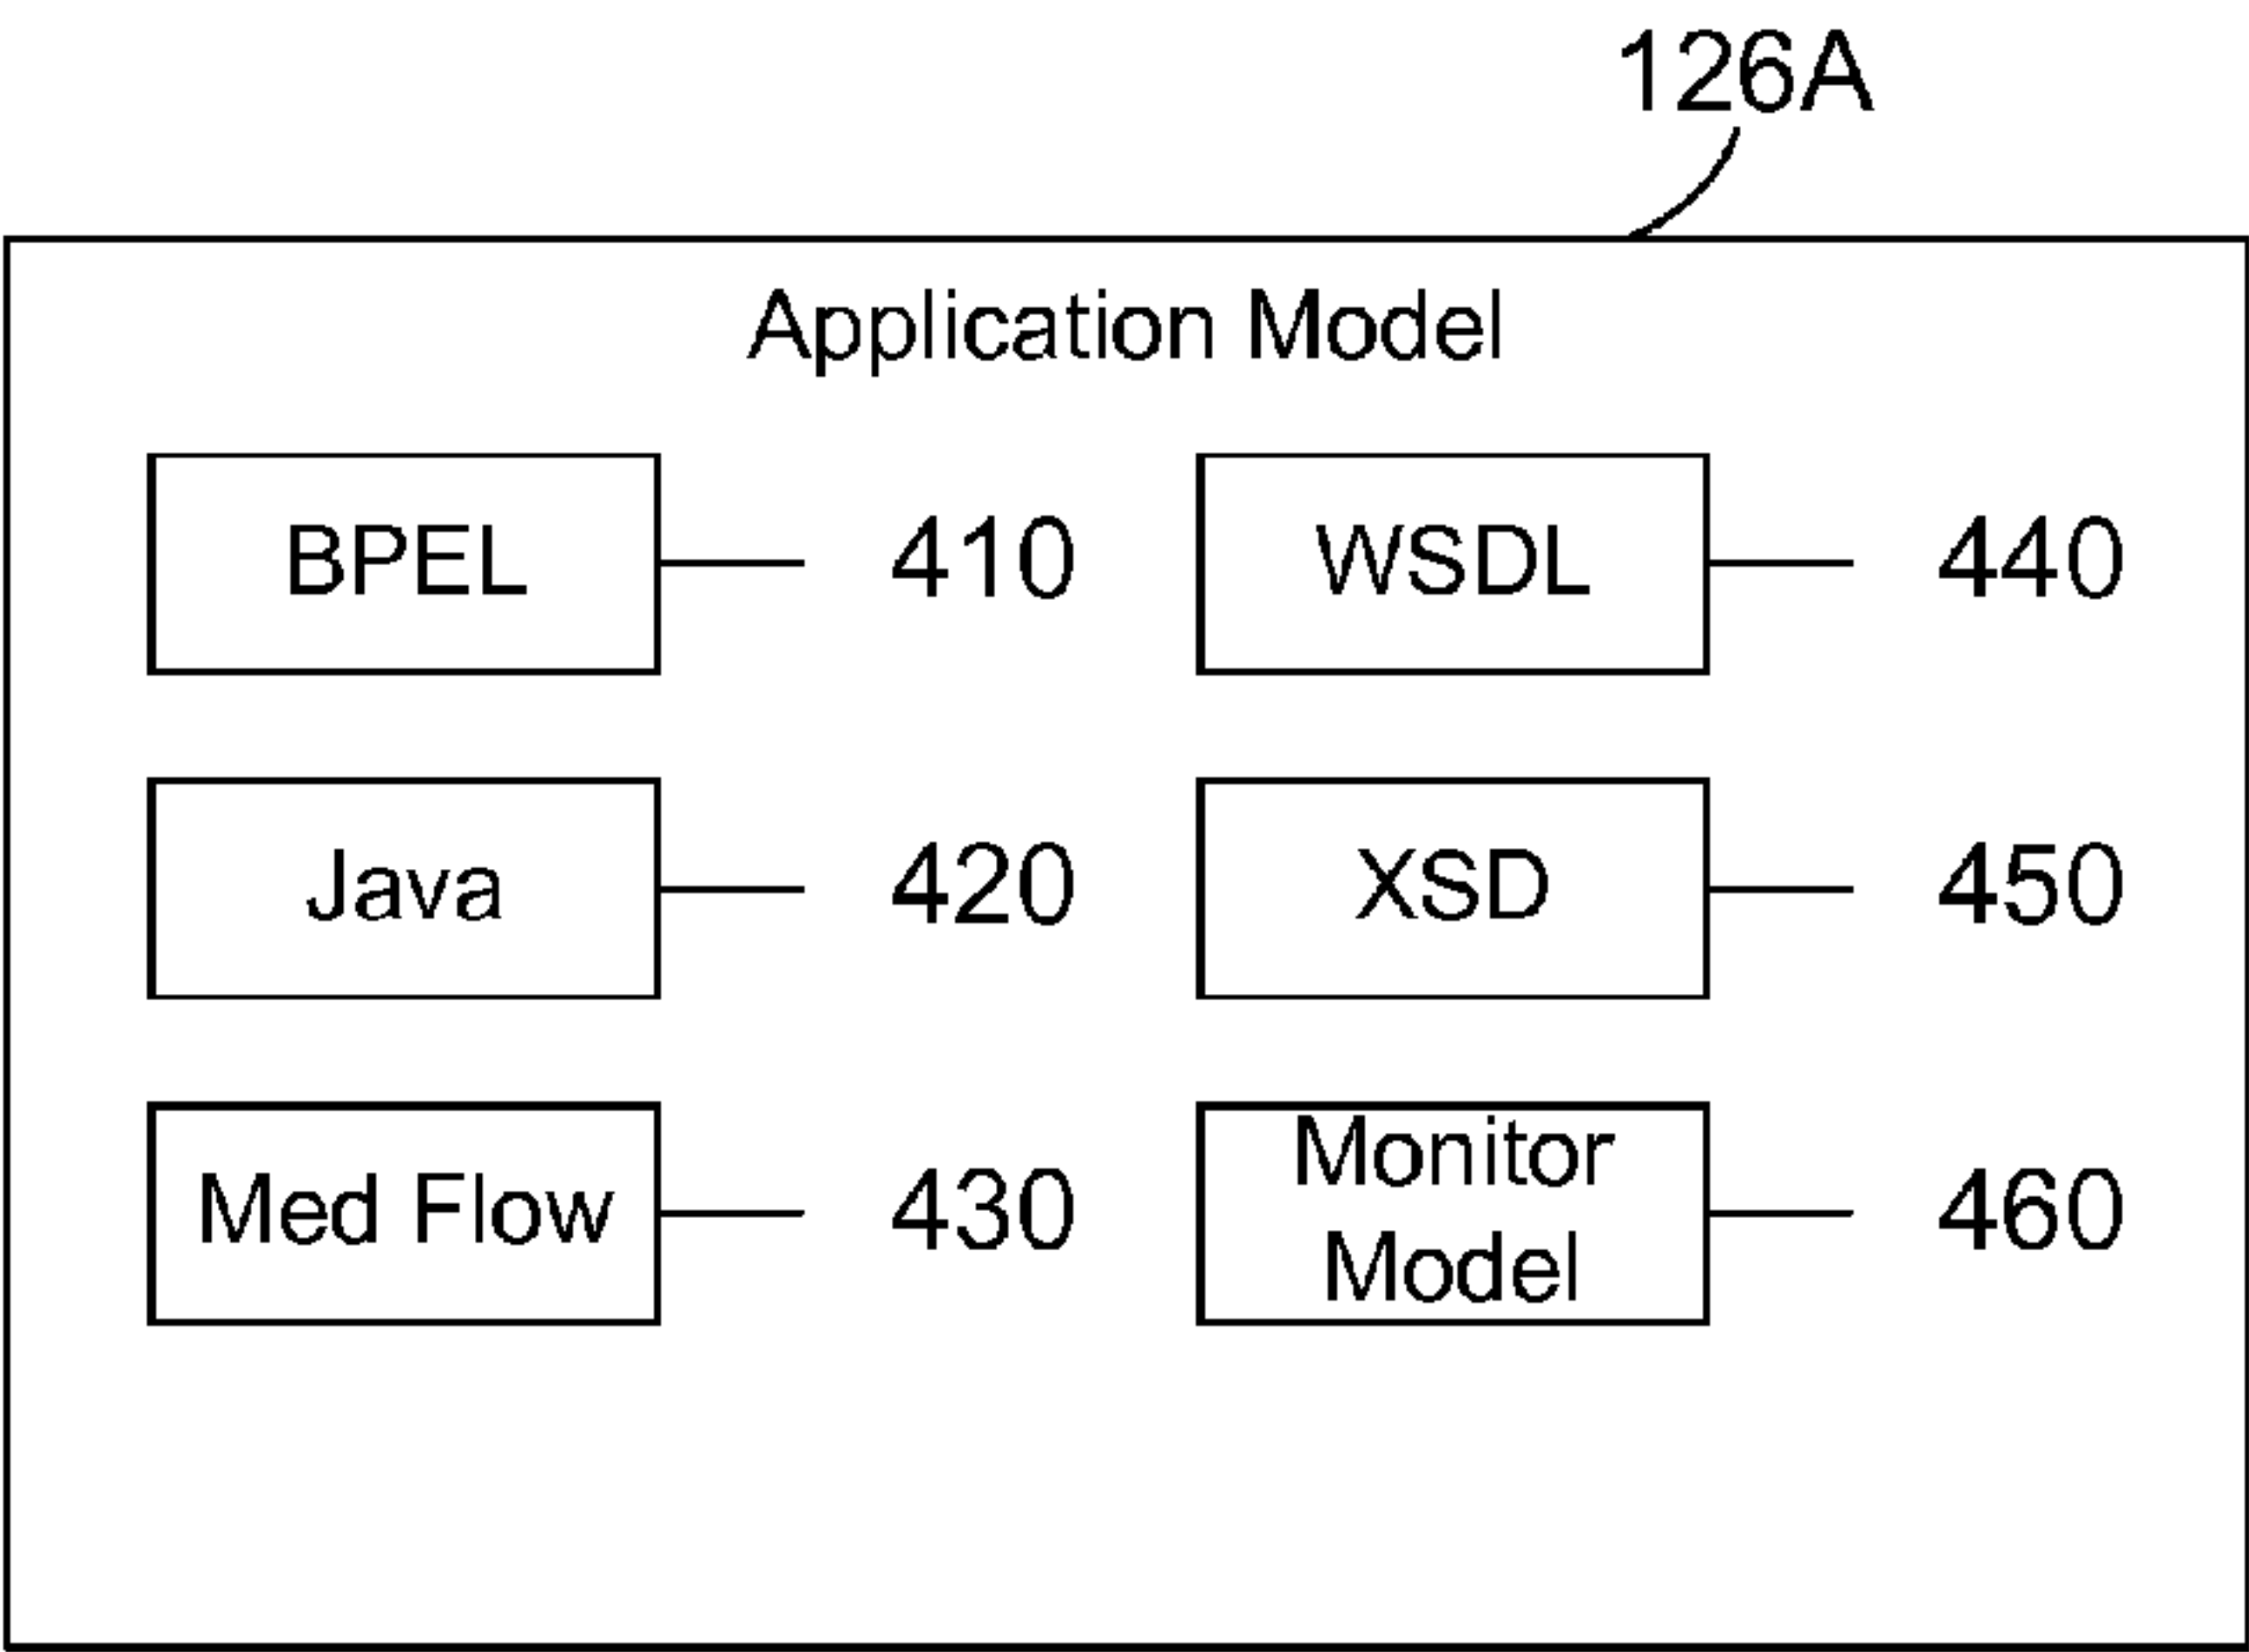 126A
Application Model
BPEL 410 WSDL 440
Java 420 XSD 450
Med Flow 430 Monitor Model 460